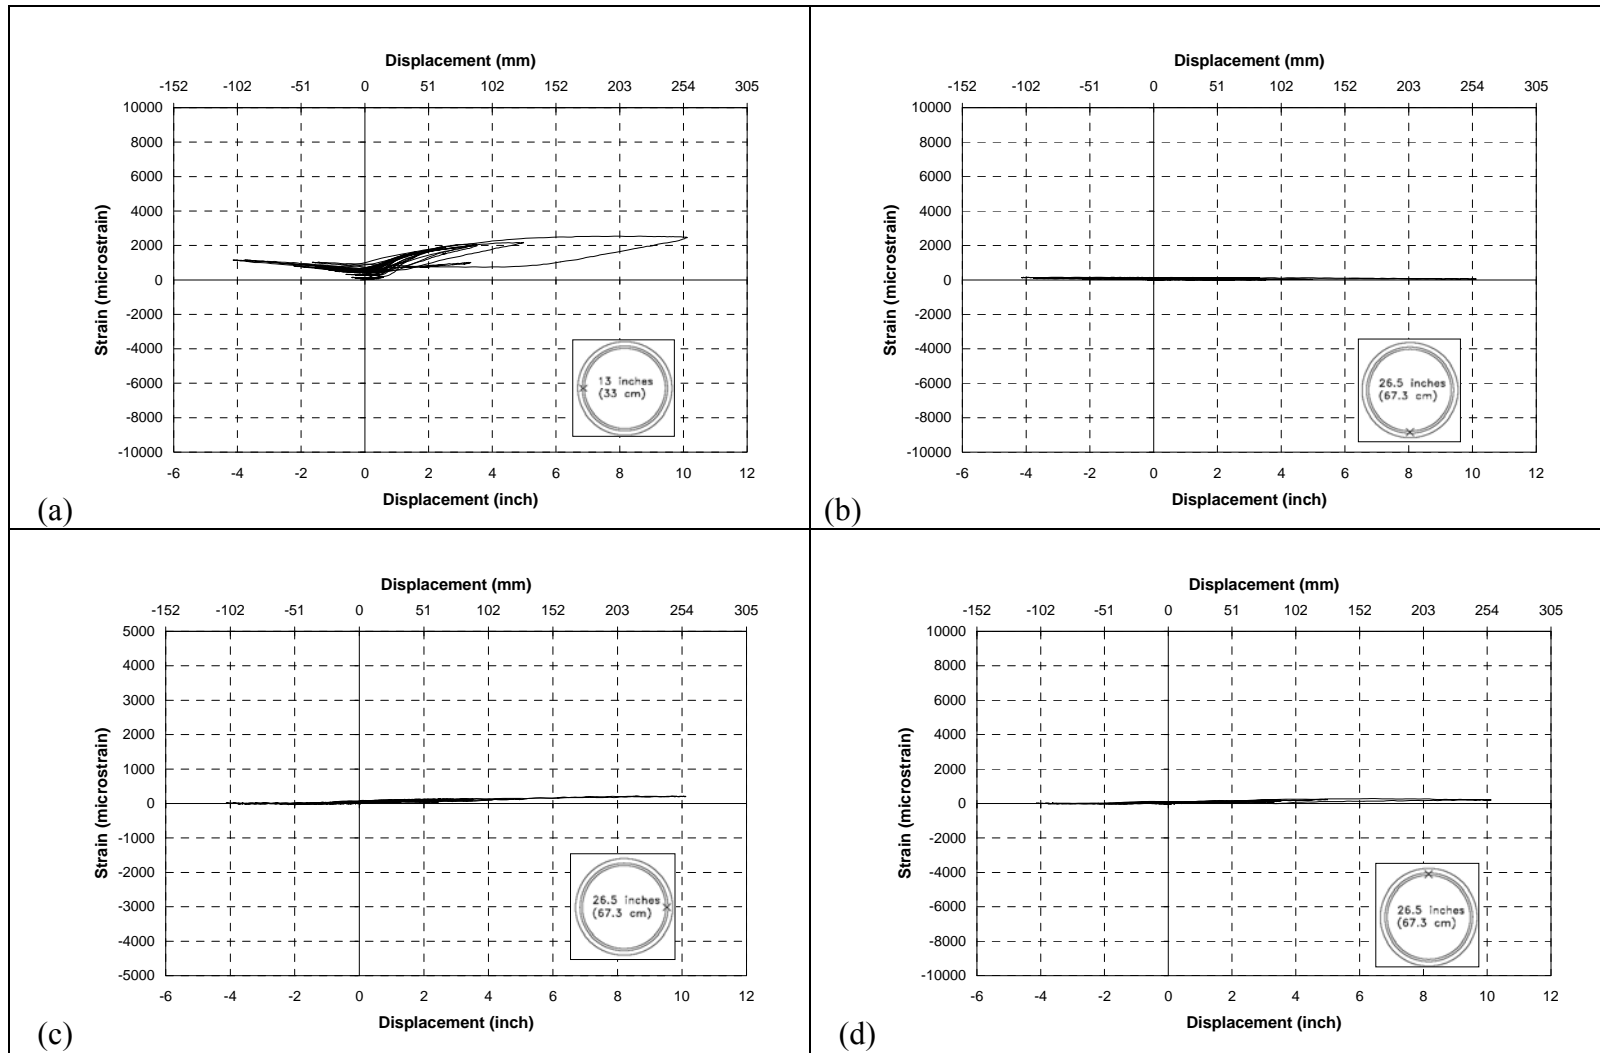 Displacement (mm)
-152 -102 -51 0 51 102 152 203 254 305
10000
8000
6000
4000
2000
0
-2000
-4000
-6000
-8000
-10000
Strain (microstrain)
13 inches
(33 cm)
-6 -4 -2 0 2 4 6 8 10 12
Displacement (inch)
(a)
Displacement (mm)
-152 -102 -51 0 51 102 152 203 254 305
10000
8000
6000
4000
2000
0
-2000
-4000
-6000
-8000
-10000
Strain (microstrain)
26.5 inches
(67.3 cm)
-6 -4 -2 0 2 4 6 8 10 12
Displacement (inch)
(b)
Displacement (mm)
-152 -102 -51 0 51 102 152 203 254 305
5000
4000
3000
2000
1000
0
-1000
-2000
-3000
-4000
-5000
Strain (microstrain)
26.5 inches
(67.3 cm)
-6 -4 -2 0 2 4 6 8 10 12
Displacement (inch)
(c)
Displacement (mm)
-152 -102 -51 0 51 102 152 203 254 305
10000
8000
6000
4000
2000
0
-2000
-4000
-6000
-8000
-10000
Strain (microstrain)
26.5 inches
(67.3 cm)
-6 -4 -2 0 2 4 6 8 10 12
Displacement (inch)
(d)